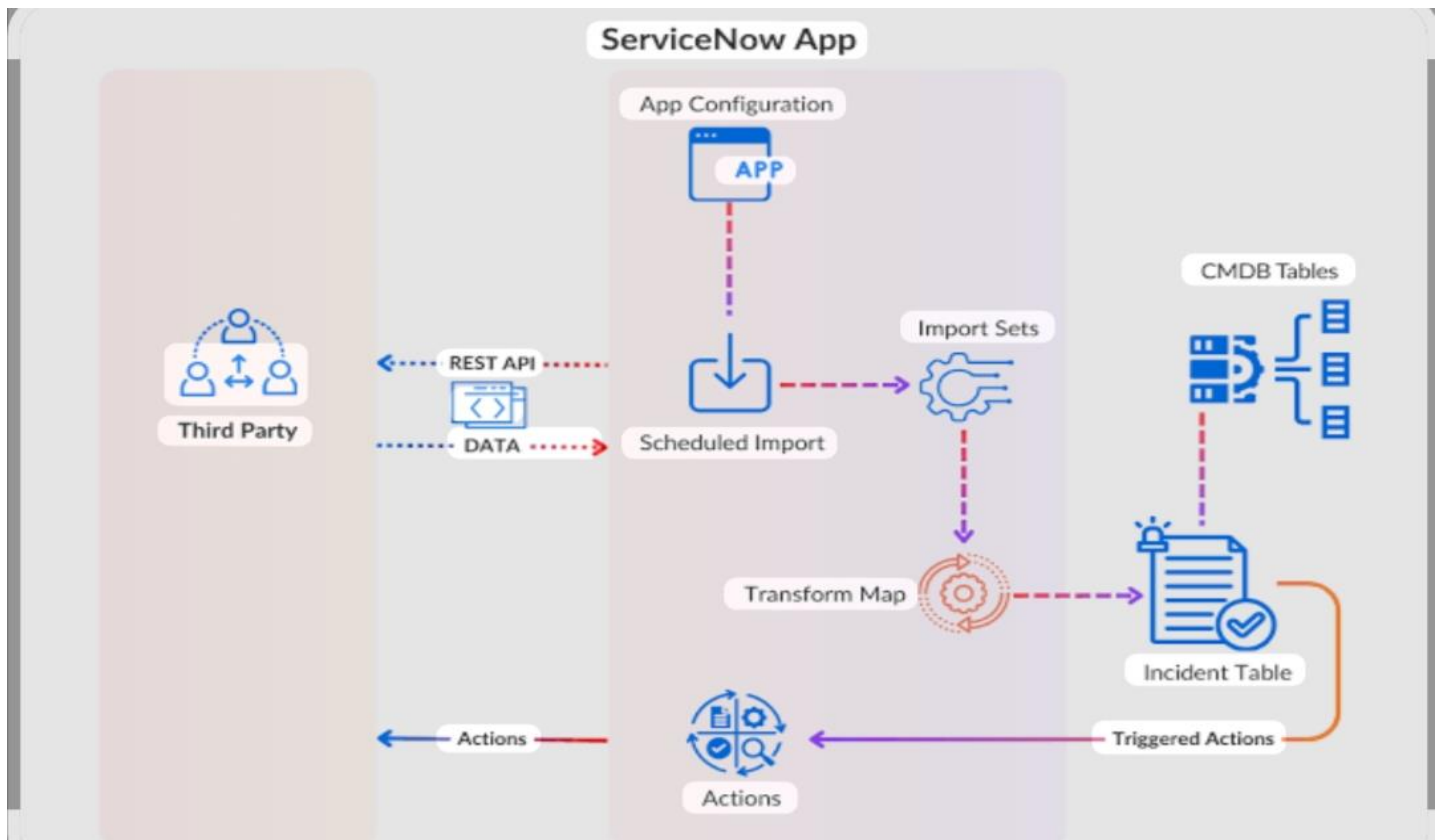 ServiceNow App
App Configuration
APP
CMDB Tables
Import Sets
REST API
Third Party
DATA
Scheduled Import
Transform Map
Incident Table
Actions
Triggered Actions
Actions